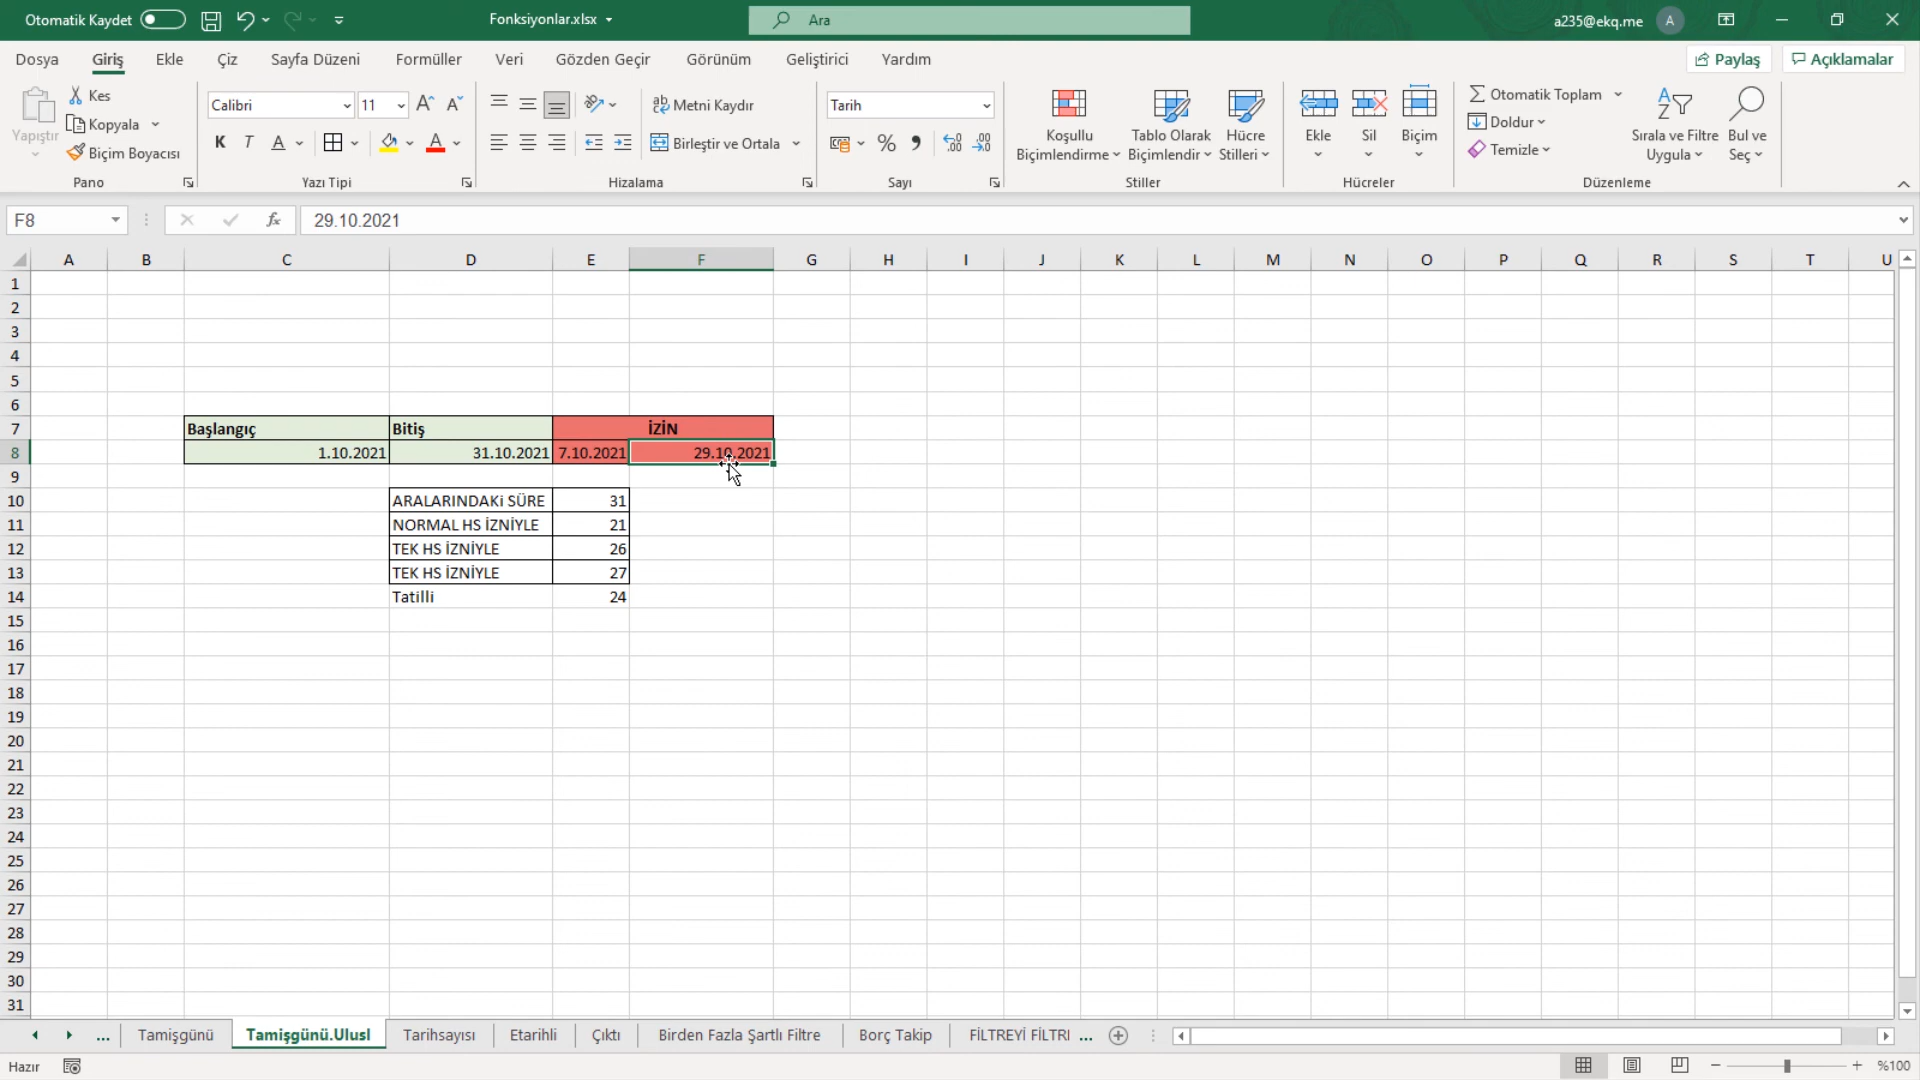 Otomatik Kaydet
Fonksiyonlar.xlsx
Ara
a235@ekq.me
A
Dosya Giriş Ekle Çiz Sayfa Düzeni Formüller Veri Gözden Geçir Görünüm Geliştirici Yardım
Paylaş
Açıklamalar
Yapıştır
Kes
Kopyala
Biçim Boyacısı
Pano
Calibri 11
K T A
Yazı Tipi
Metni Kaydır
Birleştir ve Ortala
Hizalama
Tarih
Sayı
Koşullu Biçimlendirme
Tablo Olarak Biçimlendir
Hücre Stilleri
Stiller
Ekle
Sil
Biçim
Hücreler
Otomatik Toplam
Doldur
Temizle
Sırala ve Filtre Uygula
Bul ve Seç
Düzenleme
F8
fx
29.10.2021
A B C D E F G H I J K L M N O P Q R S T U
1
2
3
4
5
6
7 Başlangıç Bitiş İZİN
8 1.10.2021 31.10.2021 7.10.2021 29.10.2021
9
10 ARALARINDAKi SÜRE 31
11 NORMAL HS İZNİYLE 21
12 TEK HS İZNİYLE 26
13 TEK HS İZNİYLE 27
14 Tatilli 24
15
16
17
18
19
20
21
22
23
24
25
26
27
28
29
30
31
... Tamişgünü Tamişgünü.Ulusl Tarihsayısı Etarihli Çıktı Birden Fazla Şartlı Filtre Borç Takip FİLTREYİ FİLTRI ...
Hazır
%100